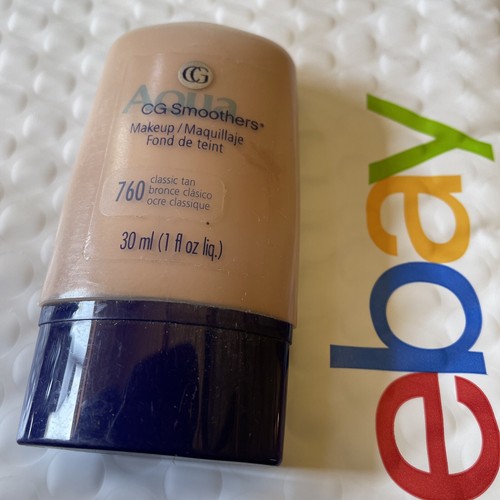 CG
Aqua
CG Smoothers®
Makeup / Maquillaje
Fond de teint
760
classic tan
bronce clásico
ocre classique
30 ml (1 fl oz liq.)
ebay